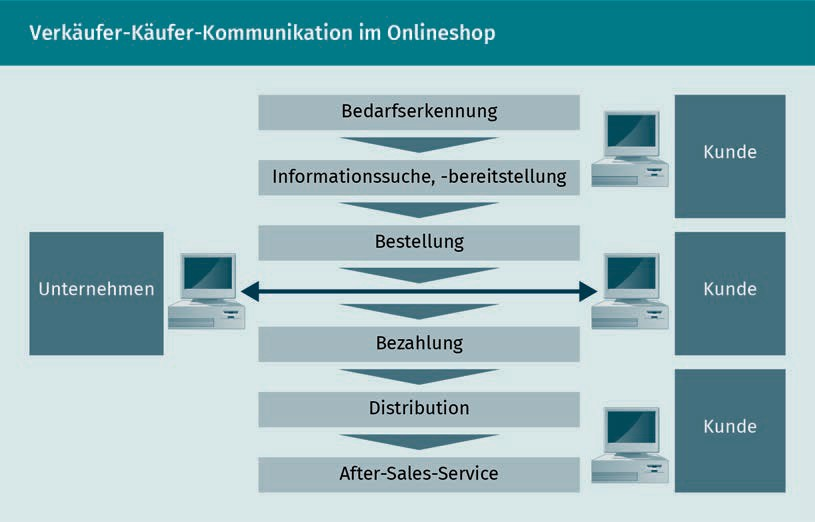 Verkäufer-Käufer-Kommunikation im Onlineshop
Bedarfserkennung
Kunde
Informationssuche, -bereitstellung
Bestellung
Unternehmen
Kunde
Bezahlung
Distribution
Kunde
After-Sales-Service